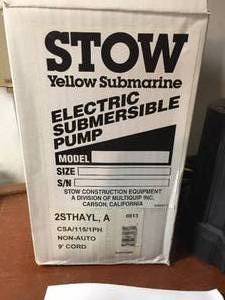 STOW
Yellow Submarine
ELECTRIC
SUBMERSIBLE
PUMP
MODEL
SIZE
S/N
STOW CONSTRUCTION EQUIPMENT
A DIVISION OF MULTIQUIP INC.
CARSON, CALIFORNIA
2STHAYL, A 0813
CSA/115/1PH
NON-AUTO
9' CORD